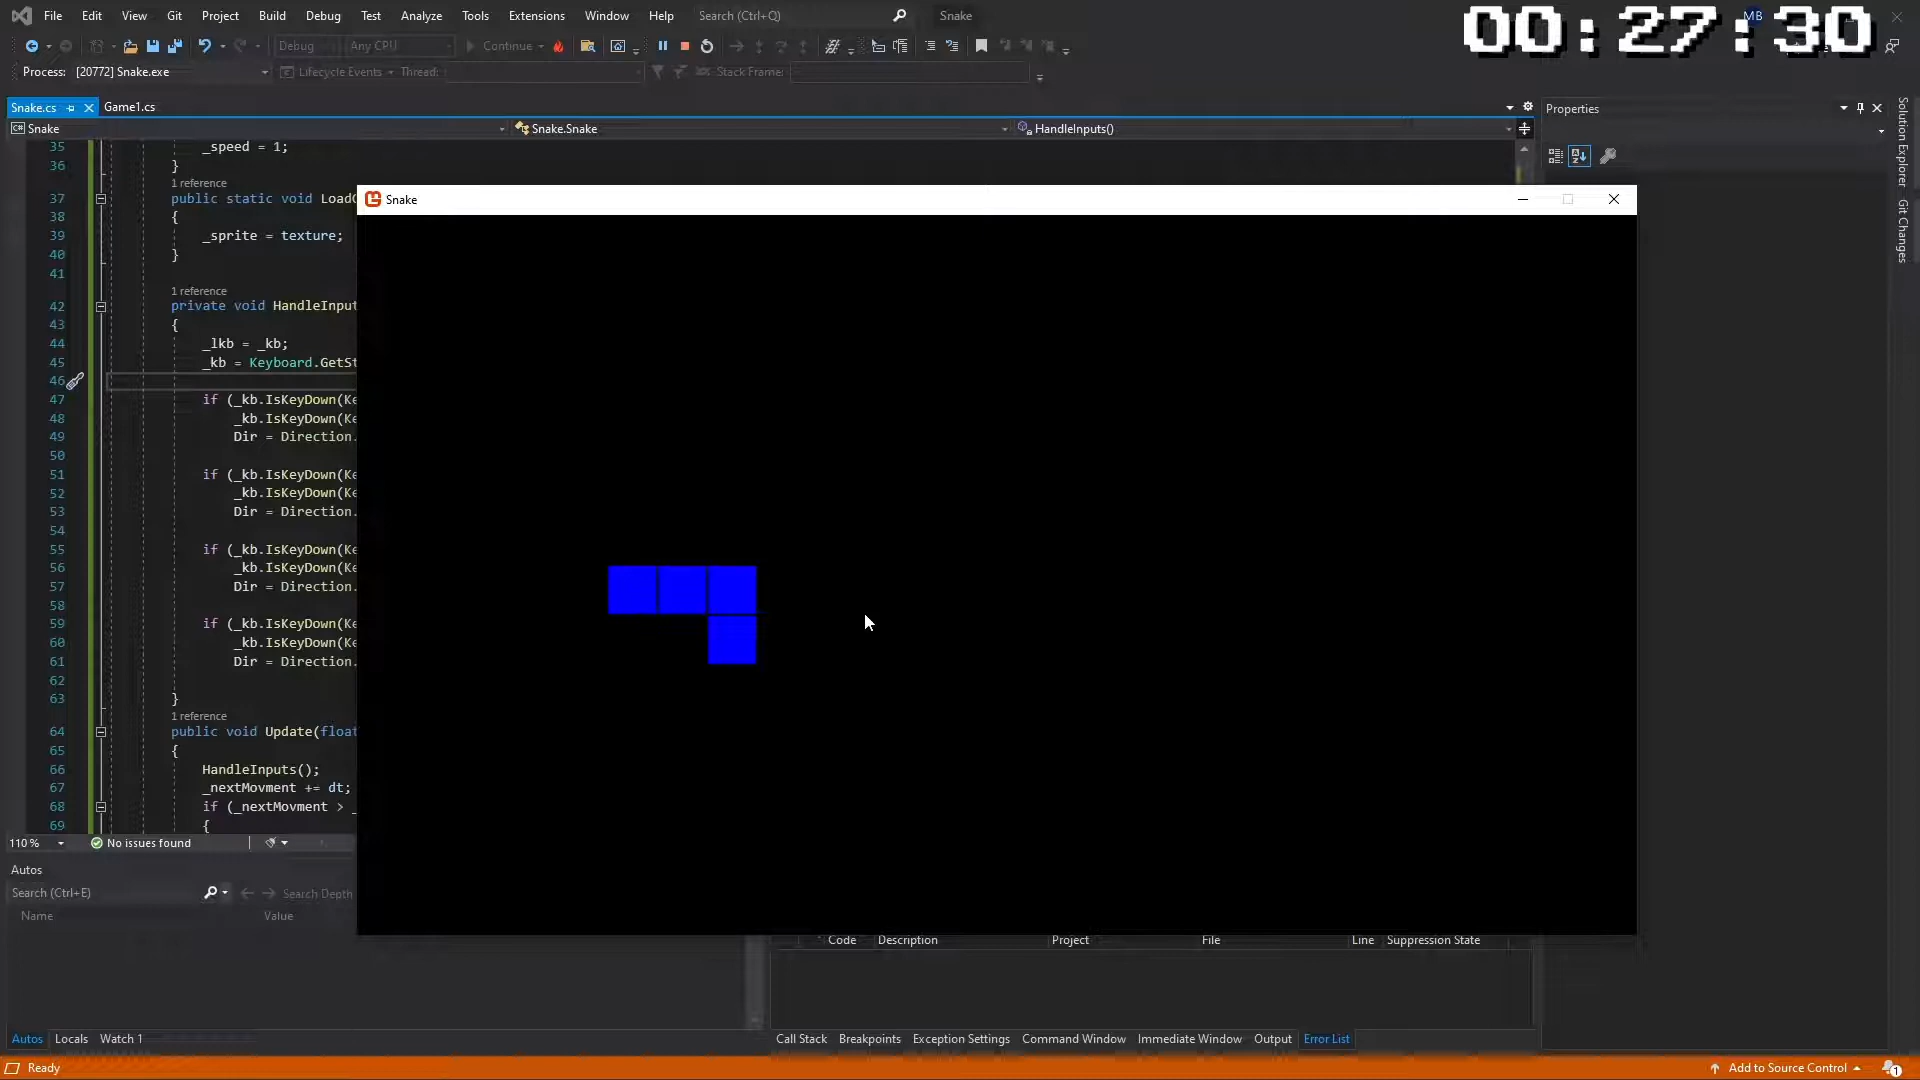 File Edit View Git Project Build Debug Test Analyze Tools Extensions Window Help Search (Ctrl+Q) Snake MB
00:27:30
Debug Any CPU Continue
Process: [20772] Snake.exe Lifecycle Events Thread: Stack Frame:
Snake.cs Game1.cs Properties
Snake Snake.Snake HandleInputs()
Solution Explorer
Git Changes
35 _speed = 1;
36 }
1 reference
37 public static void LoadC
38 {
39 _sprite = texture;
40 }
41
1 reference
42 private void HandleInput
43 {
44 _lkb = _kb;
45 _kb = Keyboard.GetSt
46
47 if (_kb.IsKeyDown(Ke
48 _kb.IsKeyDown(Ke
49 Dir = Direction.
50
51 if (_kb.IsKeyDown(Ke
52 _kb.IsKeyDown(Ke
53 Dir = Direction.
54
55 if (_kb.IsKeyDown(Ke
56 _kb.IsKeyDown(Ke
57 Dir = Direction.
58
59 if (_kb.IsKeyDown(Ke
60 _kb.IsKeyDown(Ke
61 Dir = Direction.
62
63 }
1 reference
64 public void Update(float
65 {
66 HandleInputs();
67 _nextMovment += dt;
68 if (_nextMovment > _
69 {
Snake
110 % No issues found
Autos
Search (Ctrl+E) Search Depth
Name Value
Code Description Project File Line Suppression State
Autos Locals Watch 1 Call Stack Breakpoints Exception Settings Command Window Immediate Window Output Error List
Ready Add to Source Control 1